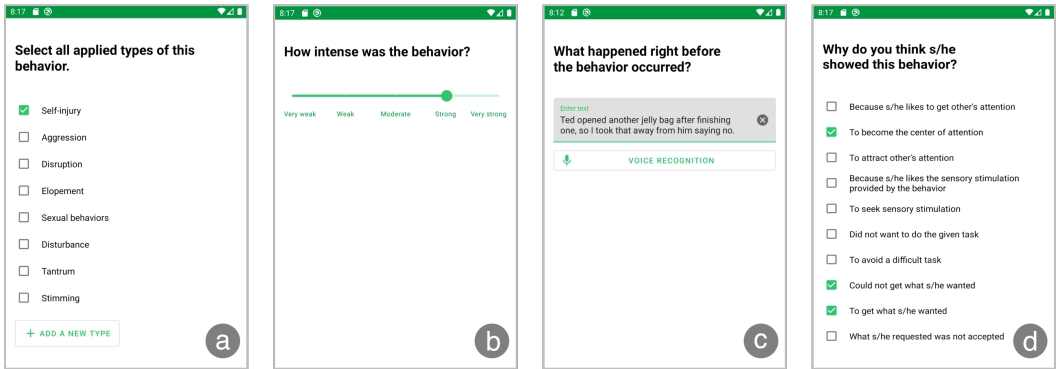 8:17
Select all applied types of this
behavior.
Self-injury
Aggression
Disruption
Elopement
Sexual behaviors
Disturbance
Tantrum
Stimming
+ ADD A NEW TYPE
a
8:17
How intense was the behavior?
Very weak Weak Moderate Strong Very strong
b
8:12
What happened right before
the behavior occurred?
Enter text
Ted opened another jelly bag after finishing
one, so I took that away from him saying no.
VOICE RECOGNITION
c
8:17
Why do you think s/he
showed this behavior?
Because s/he likes to get other's attention
To become the center of attention
To attract other's attention
Because s/he likes the sensory stimulation
provided by the behavior
To seek sensory stimulation
Did not want to do the given task
To avoid a difficult task
Could not get what s/he wanted
To get what s/he wanted
What s/he requested was not accepted
d